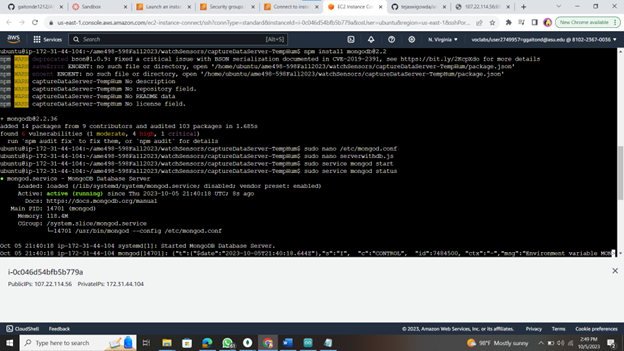 gaitonde1212/
Sandbox
Launch an inst
Security groups
Connect to inst
EC2 Instance Con
tejaswigowda/
107.22.114.56:
us-east-1.console.aws.amazon.com/ec2-instance-connect/ssh?connType=standard&instanceId=i-0c046d54bfb5b779a&osUser=ubuntu&region=us-east-1&sshPor...
New Chrome available
aws
Services
Search
[Alt+S]
N. Virginia
voclabs/user2749957=ggaitond@asu.edu @ 8102-2367-0036
ubuntu@ip-172-31-44-104:~/ame498-598Fall2023/watchSensors/captureDataServer-TempHum$ npm install mongodb@2.2
npm WARN deprecated bson@1.0.9: Fixed a critical issue with BSON serialization documented in CVE-2019-2391, see https://bit.ly/2KcpXdo for more details
npm WARN saveError ENOENT: no such file or directory, open '/home/ubuntu/ame498-598Fall2023/watchSensors/captureDataServer-TempHum/package.json'
npm WARN enoent ENOENT: no such file or directory, open '/home/ubuntu/ame498-598Fall2023/watchSensors/captureDataServer-TempHum/package.json'
npm WARN captureDataServer-TempHum No description
npm WARN captureDataServer-TempHum No repository field.
npm WARN captureDataServer-TempHum No README data
npm WARN captureDataServer-TempHum No license field.
+ mongodb@2.2.36
added 14 packages from 9 contributors and audited 103 packages in 1.685s
found 6 vulnerabilities (1 moderate, 4 high, 1 critical)
run `npm audit fix` to fix them, or `npm audit` for details
ubuntu@ip-172-31-44-104:~/ame498-598Fall2023/watchSensors/captureDataServer-TempHum$ sudo nano /etc/mongod.conf
ubuntu@ip-172-31-44-104:~/ame498-598Fall2023/watchSensors/captureDataServer-TempHum$ sudo nano serverwithdb.js
ubuntu@ip-172-31-44-104:~/ame498-598Fall2023/watchSensors/captureDataServer-TempHum$ sudo service mongod start
ubuntu@ip-172-31-44-104:~/ame498-598Fall2023/watchSensors/captureDataServer-TempHum$ sudo service mongod status
● mongod.service - MongoDB Database Server
Loaded: loaded (/lib/systemd/system/mongod.service; disabled; vendor preset: enabled)
Active: active (running) since Thu 2023-10-05 21:40:18 UTC; 8s ago
Docs: https://docs.mongodb.org/manual
Main PID: 14701 (mongod)
Memory: 118.4M
CGroup: /system.slice/mongod.service
└─14701 /usr/bin/mongod --config /etc/mongod.conf
Oct 05 21:40:18 ip-172-31-44-104 systemd[1]: Started MongoDB Database Server.
Oct 05 21:40:18 ip-172-31-44-104 mongod[14701]: {"t":{"$date":"2023-10-05T21:40:18.644Z"},"s":"I", "c":"CONTROL", "id":7484500, "ctx":"-","msg":"Environment variable MONG
i-0c046d54bfb5b779a
PublicIPs: 107.22.114.56 PrivateIPs: 172.31.44.104
CloudShell
Feedback
© 2023, Amazon Web Services, Inc. or its affiliates.
Privacy
Terms
Cookie preferences
Type here to search
98°F Mostly sunny
2:49 PM
10/5/2023